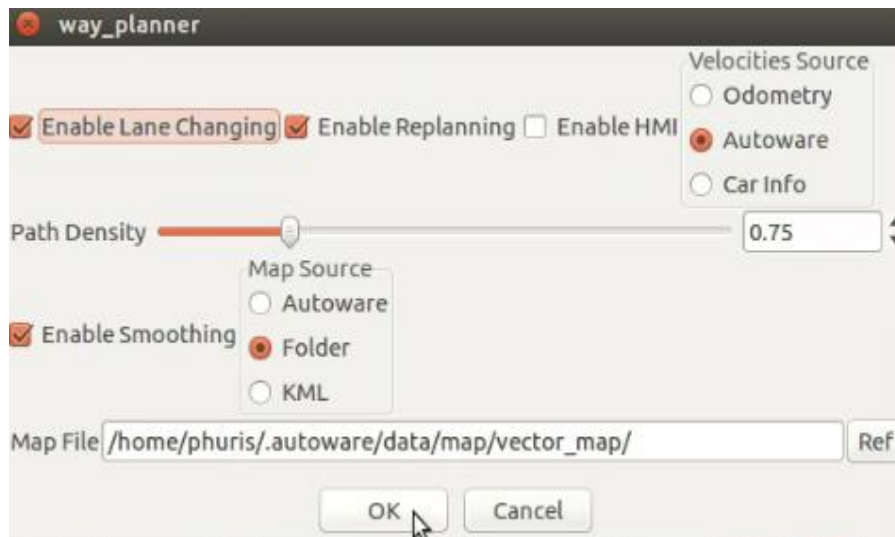 way_planner
Velocities Source
Odometry
Enable Lane Changing Enable Replanning Enable HMI
Autoware
Car Info
Path Density 0.75
Map Source
Autoware
Enable Smoothing
Folder
KML
Map File /home/phuris/.autoware/data/map/vector_map/ Ref
OK Cancel